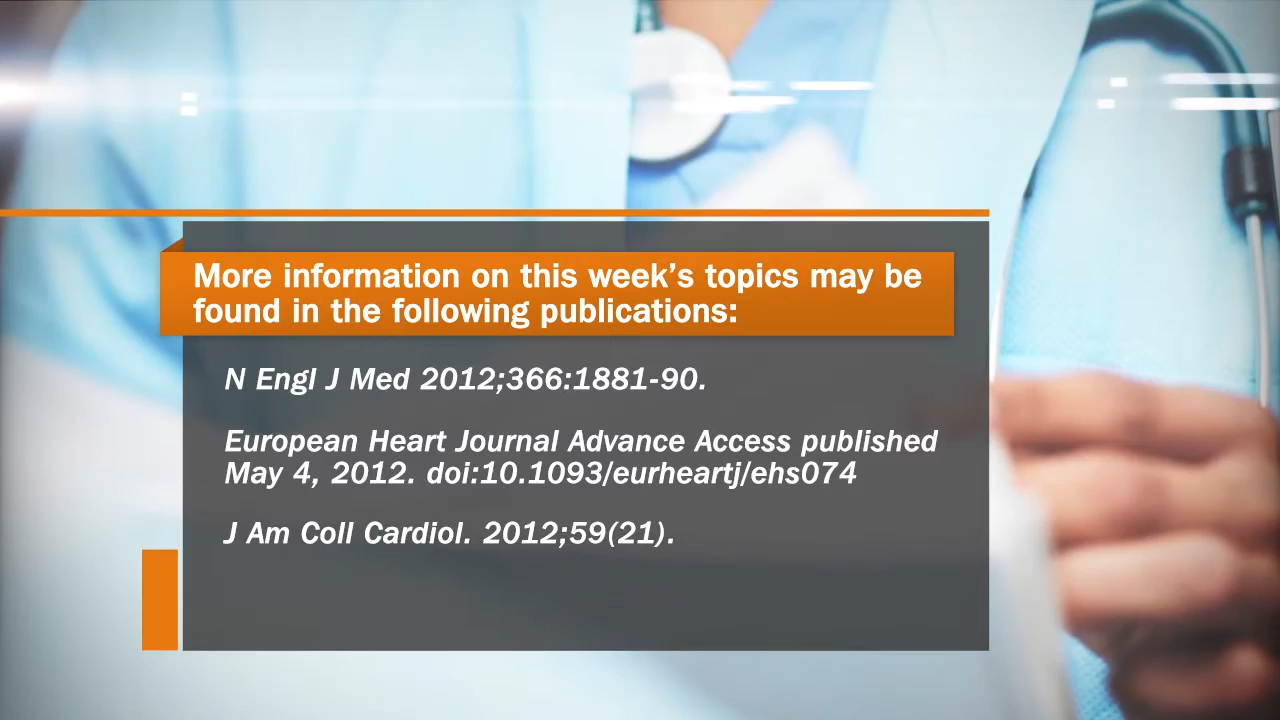 More information on this week's topics may be
found in the following publications:
N Engl J Med 2012;366:1881-90.
European Heart Journal Advance Access published
May 4, 2012. doi:10.1093/eurheartj/ehs074
J Am Coll Cardiol. 2012;59(21).